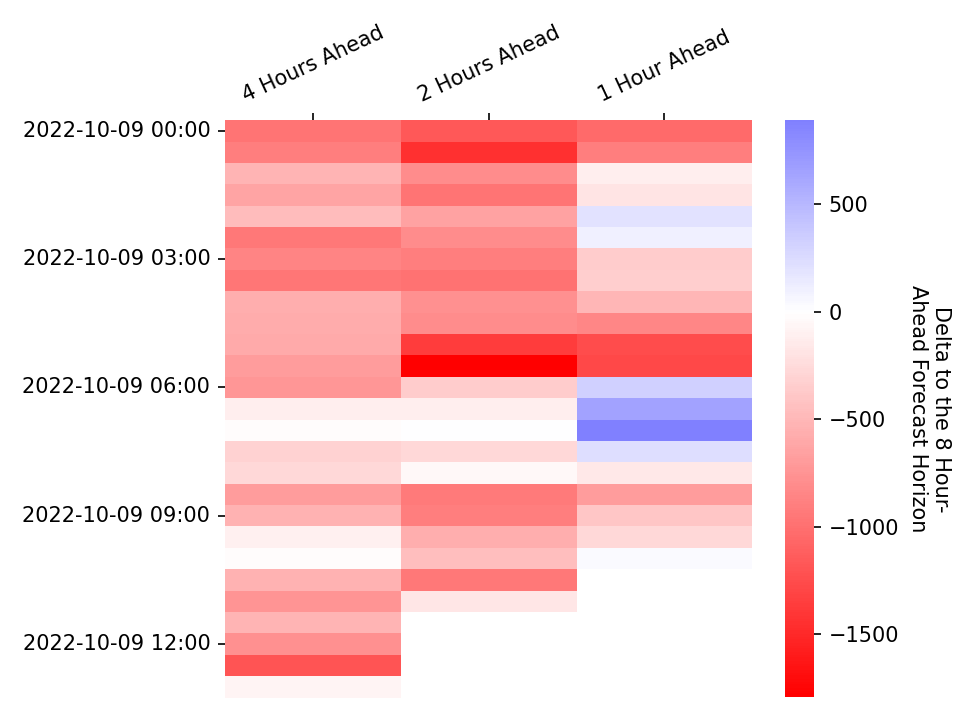 4 Hours Ahead
2 Hours Ahead
1 Hour Ahead
2022-10-09 00:00
2022-10-09 03:00
2022-10-09 06:00
2022-10-09 09:00
2022-10-09 12:00
500
0
−500
−1000
−1500
Delta to the 8 Hour-
Ahead Forecast Horizon